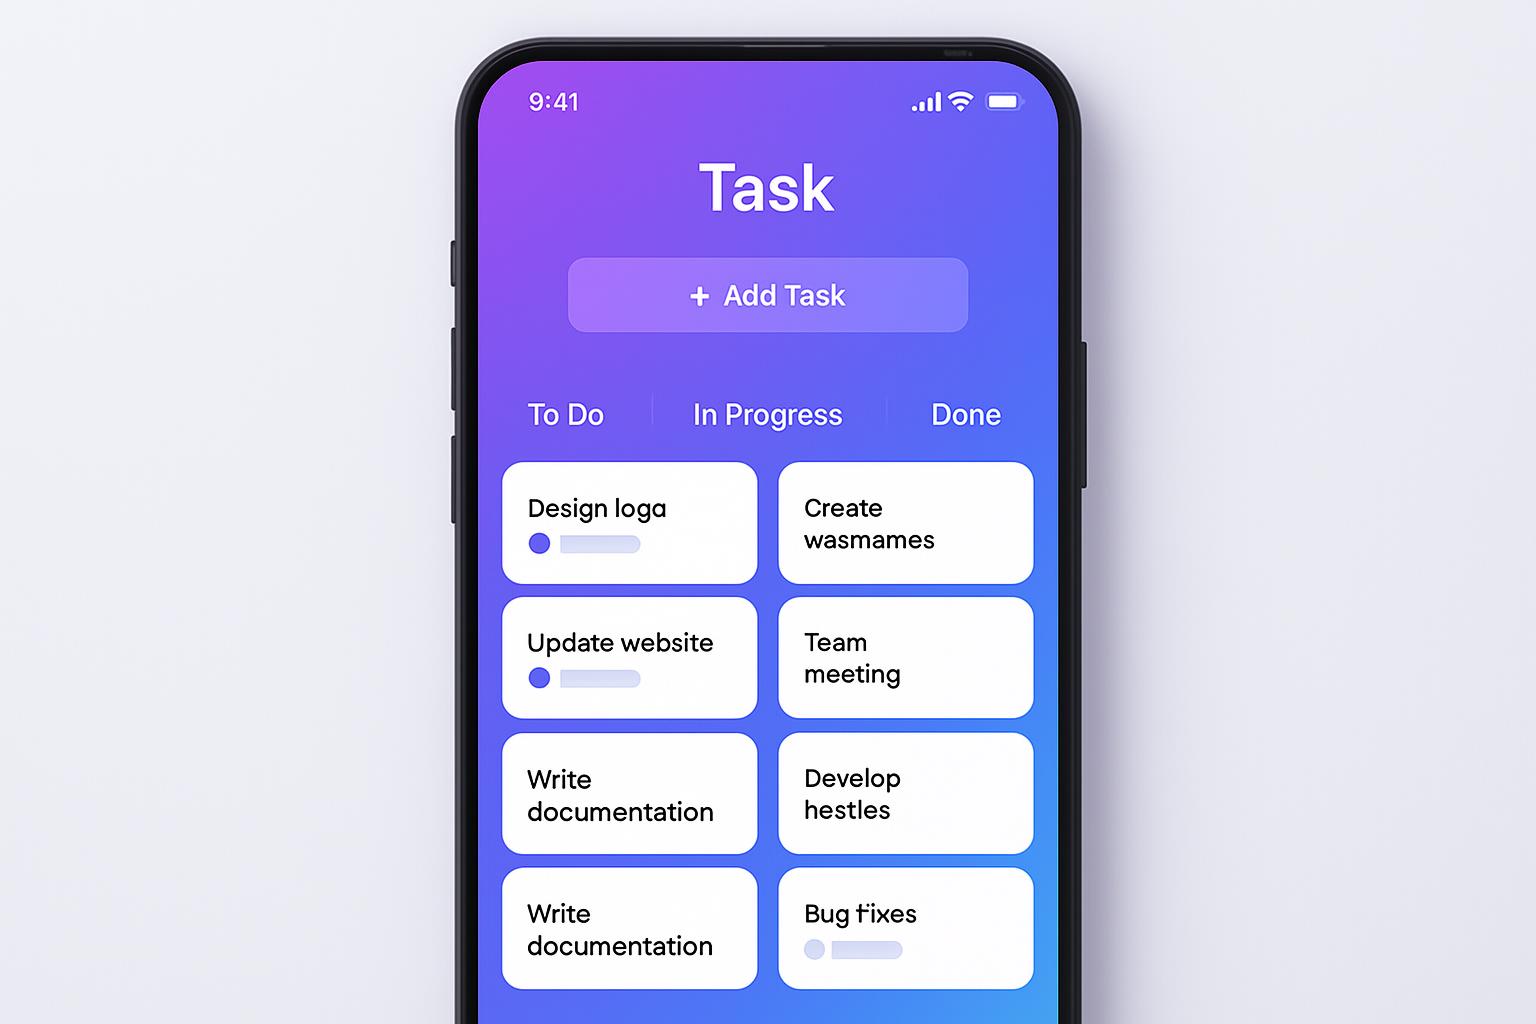 9:41
Task
+ Add Task
To Do
In Progress
Done
Design loga
Create
wasmames
Update website
Team
meeting
Write
documentation
Develop
hestles
Write
documentation
Bug fixes